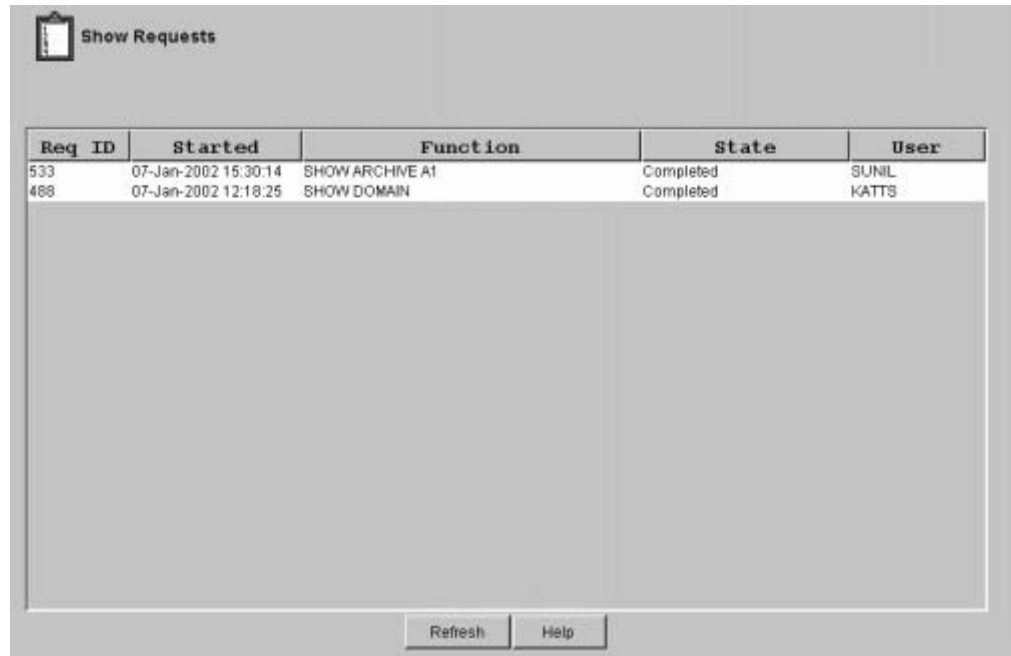 Show Requests
Req ID Started Function State User
533 07-Jan-2002 15:30:14 SHOW ARCHIVE A1 Completed SUNIL
488 07-Jan-2002 12:18:25 SHOW DOMAIN Completed KATTS
Refresh Help